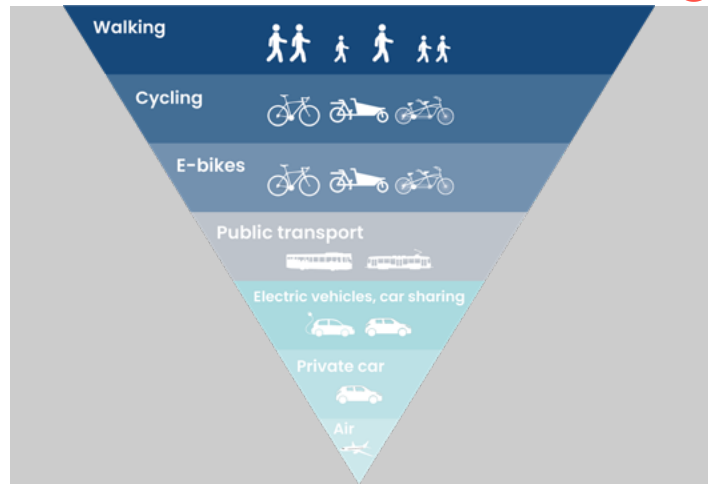 Walking
Cycling
E-bikes
Public transport
Electric vehicles, car sharing
Private car
Air